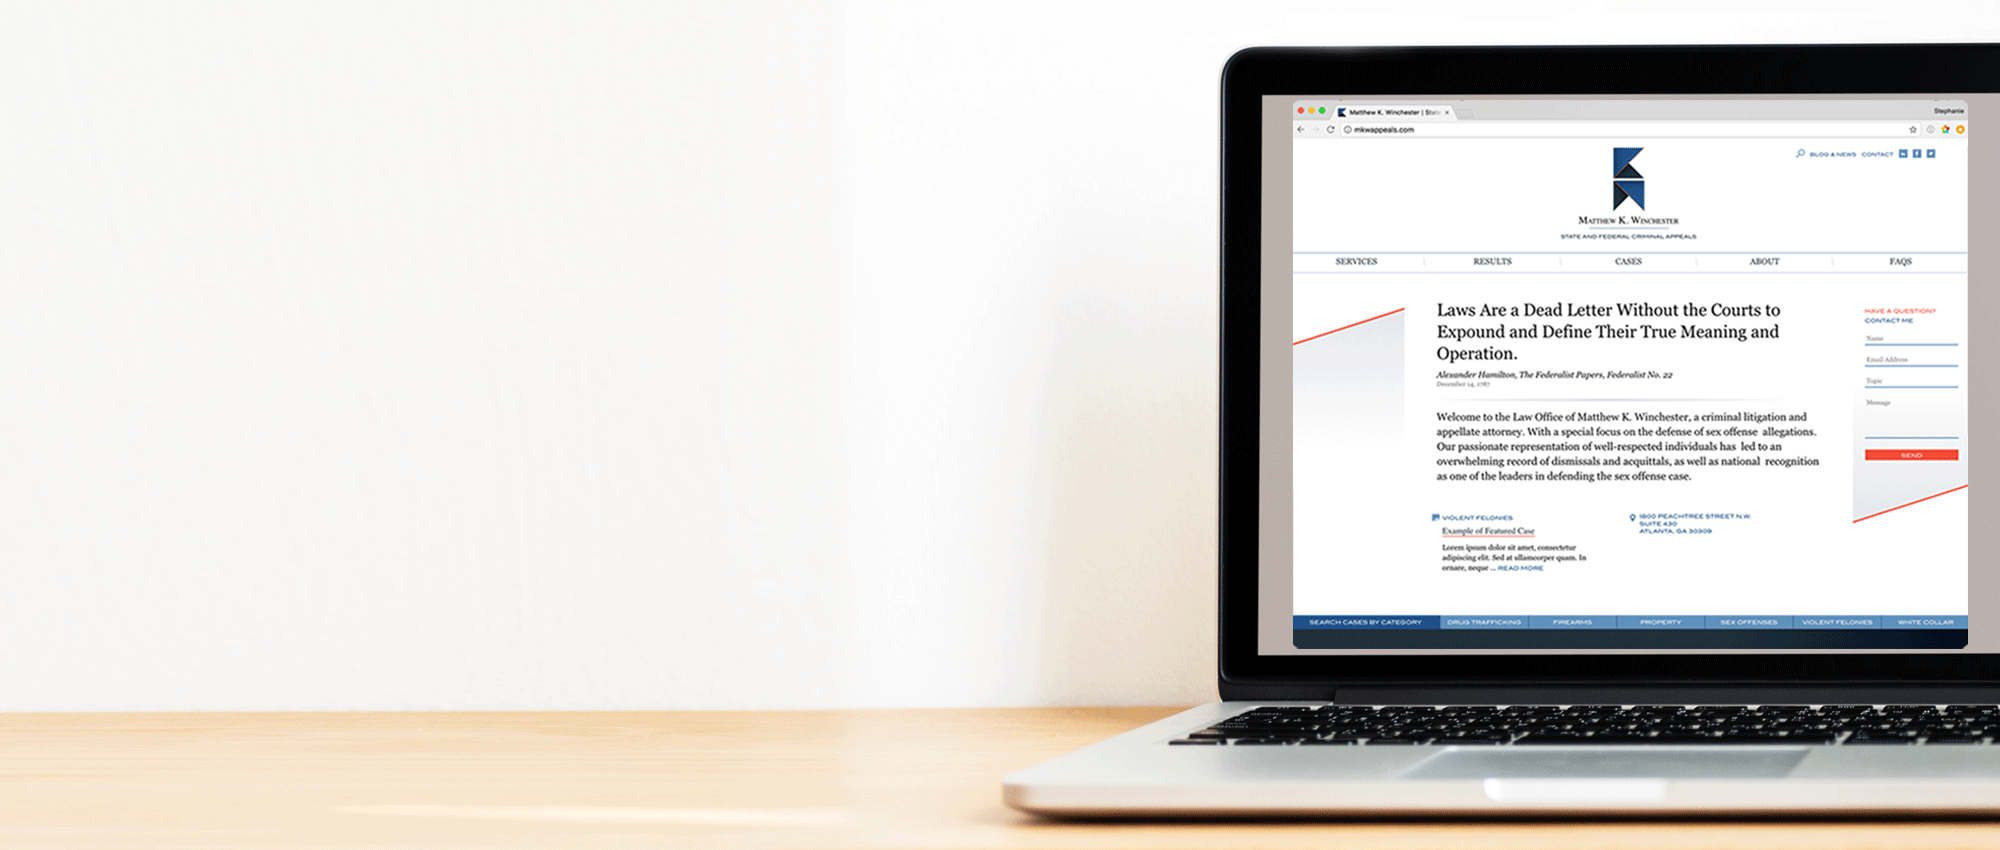 Matthew K. Winchester | State
Stephanie
mkwappeals.com
BLOG & NEWS CONTACT
MATTHEW K. WINCHESTER
STATE AND FEDERAL CRIMINAL APPEALS
SERVICES RESULTS CASES ABOUT FAQS
Laws Are a Dead Letter Without the Courts to
Expound and Define Their True Meaning and
Operation.
Alexander Hamilton, The Federalist Papers, Federalist No. 22
December 14, 1787
Welcome to the Law Office of Matthew K. Winchester, a criminal litigation and
appellate attorney. With a special focus on the defense of sex offense allegations.
Our passionate representation of well-respected individuals has led to an
overwhelming record of dismissals and acquittals, as well as national recognition
as one of the leaders in defending the sex offense case.
HAVE A QUESTION?
CONTACT ME
Name
Email Address
Topic
Message
SEND
VIOLENT FELONIES
Example of Featured Case
Lorem ipsum dolor sit amet, consectetur
adipiscing elit. Sed at ullamcorper quam. In
ornare, neque ... READ MORE
1800 PEACHTREE STREET N.W.
SUITE 430
ATLANTA, GA 30309
SEARCH CASES BY CATEGORY DRUG TRAFFICKING FIREARMS PROPERTY SEX OFFENSES VIOLENT FELONIES WHITE COLLAR